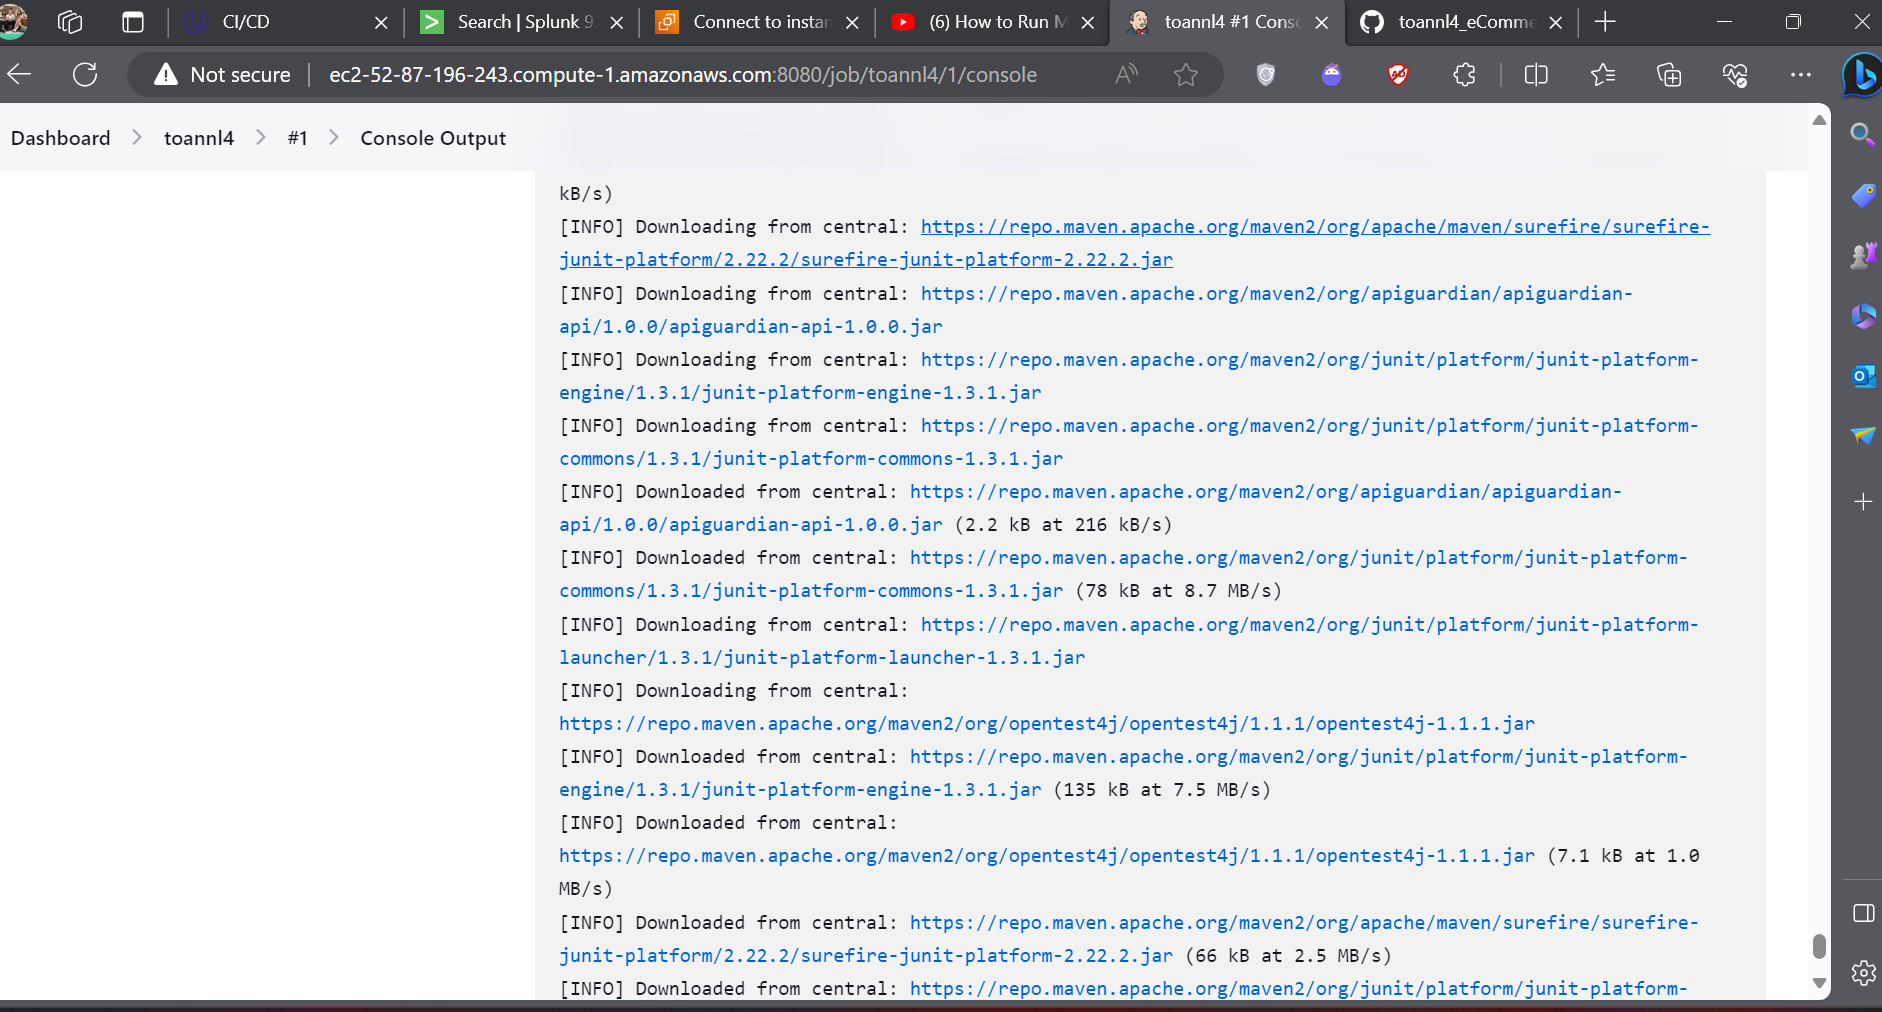 CI/CD
Search | Splunk 9.
Connect to instan
(6) How to Run M
toannl4 #1 Conso
toannl4_eComme
Not secure
ec2-52-87-196-243.compute-1.amazonaws.com:8080/job/toannl4/1/console
Dashboard > toannl4 > #1 > Console Output
kB/s)
[INFO] Downloading from central: https://repo.maven.apache.org/maven2/org/apache/maven/surefire/surefire-
junit-platform/2.22.2/surefire-junit-platform-2.22.2.jar
[INFO] Downloading from central: https://repo.maven.apache.org/maven2/org/apiguardian/apiguardian-
api/1.0.0/apiguardian-api-1.0.0.jar
[INFO] Downloading from central: https://repo.maven.apache.org/maven2/org/junit/platform/junit-platform-
engine/1.3.1/junit-platform-engine-1.3.1.jar
[INFO] Downloading from central: https://repo.maven.apache.org/maven2/org/junit/platform/junit-platform-
commons/1.3.1/junit-platform-commons-1.3.1.jar
[INFO] Downloaded from central: https://repo.maven.apache.org/maven2/org/apiguardian/apiguardian-
api/1.0.0/apiguardian-api-1.0.0.jar (2.2 kB at 216 kB/s)
[INFO] Downloaded from central: https://repo.maven.apache.org/maven2/org/junit/platform/junit-platform-
commons/1.3.1/junit-platform-commons-1.3.1.jar (78 kB at 8.7 MB/s)
[INFO] Downloading from central: https://repo.maven.apache.org/maven2/org/junit/platform/junit-platform-
launcher/1.3.1/junit-platform-launcher-1.3.1.jar
[INFO] Downloading from central:
https://repo.maven.apache.org/maven2/org/opentest4j/opentest4j/1.1.1/opentest4j-1.1.1.jar
[INFO] Downloaded from central: https://repo.maven.apache.org/maven2/org/junit/platform/junit-platform-
engine/1.3.1/junit-platform-engine-1.3.1.jar (135 kB at 7.5 MB/s)
[INFO] Downloaded from central:
https://repo.maven.apache.org/maven2/org/opentest4j/opentest4j/1.1.1/opentest4j-1.1.1.jar (7.1 kB at 1.0
MB/s)
[INFO] Downloaded from central: https://repo.maven.apache.org/maven2/org/apache/maven/surefire/surefire-
junit-platform/2.22.2/surefire-junit-platform-2.22.2.jar (66 kB at 2.5 MB/s)
[INFO] Downloaded from central: https://repo.maven.apache.org/maven2/org/junit/platform/junit-platform-